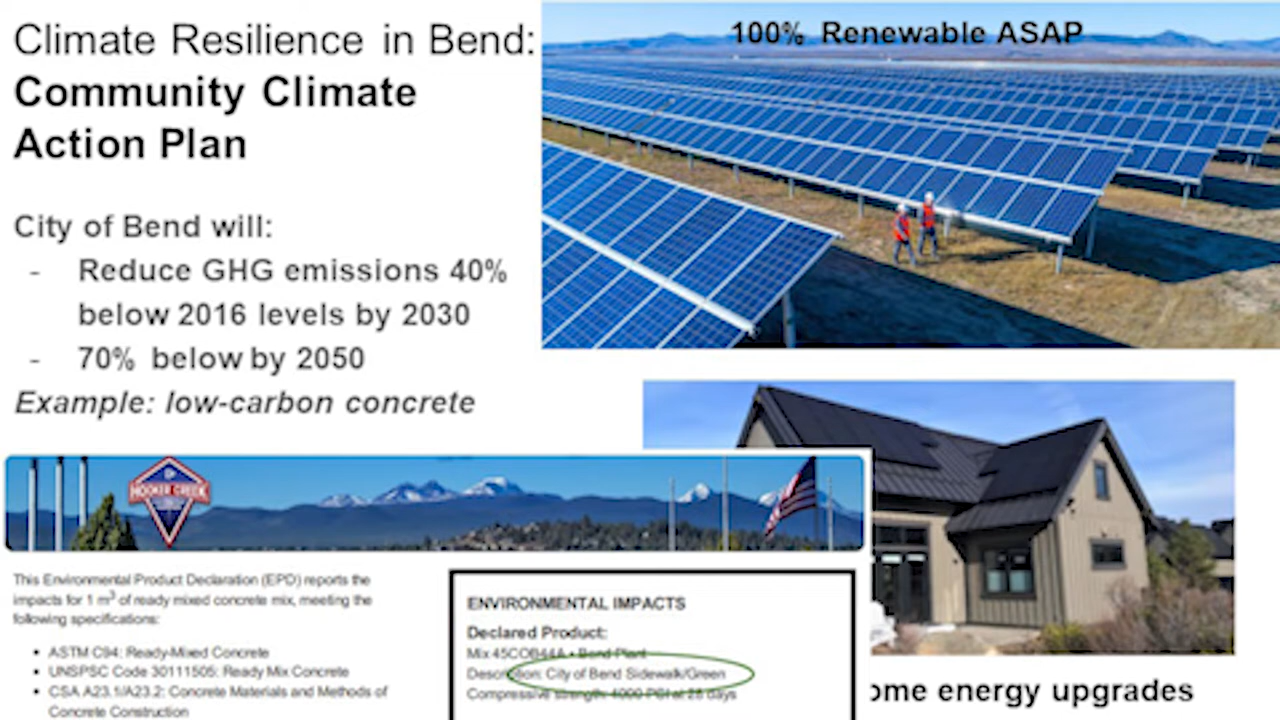 Climate Resilience in Bend:
Community Climate
Action Plan
City of Bend will:
- Reduce GHG emissions 40%
below 2016 levels by 2030
- 70% below by 2050
Example: low-carbon concrete
100% Renewable ASAP
HOOKER CREEK
This Environmental Product Declaration (EPD) reports the
impacts for 1 m³ of ready mixed concrete mix, meeting the
following specifications:
• ASTM C94: Ready-Mixed Concrete
• UNSPSC Code 30111505: Ready Mix Concrete
• CSA A23.1/A23.2: Concrete Materials and Methods of
Concrete Construction
ENVIRONMENTAL IMPACTS
Declared Product:
Mix 45COB44A • Bend Plant
Description: City of Bend Sidewalk/Green
Compressive strength: 4000 PSI at 28 days
ome energy upgrades